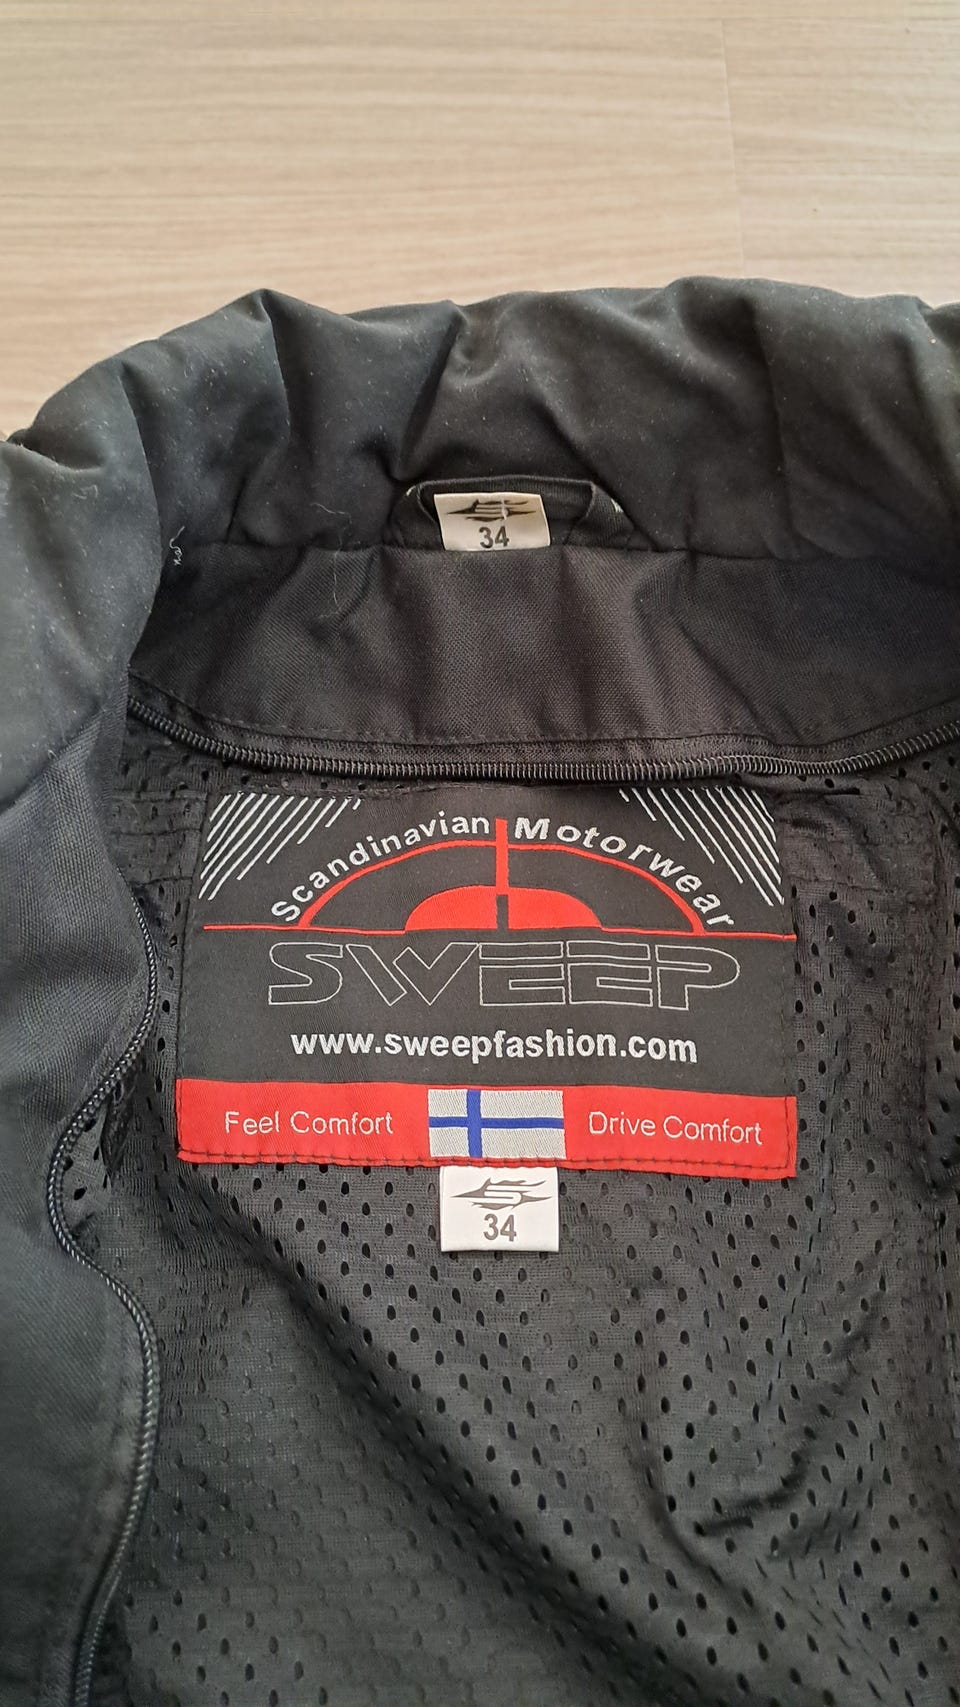 34
Scandinavian Motorwear
SWEEP
www.sweepfashion.com
Feel Comfort Drive Comfort
S
34